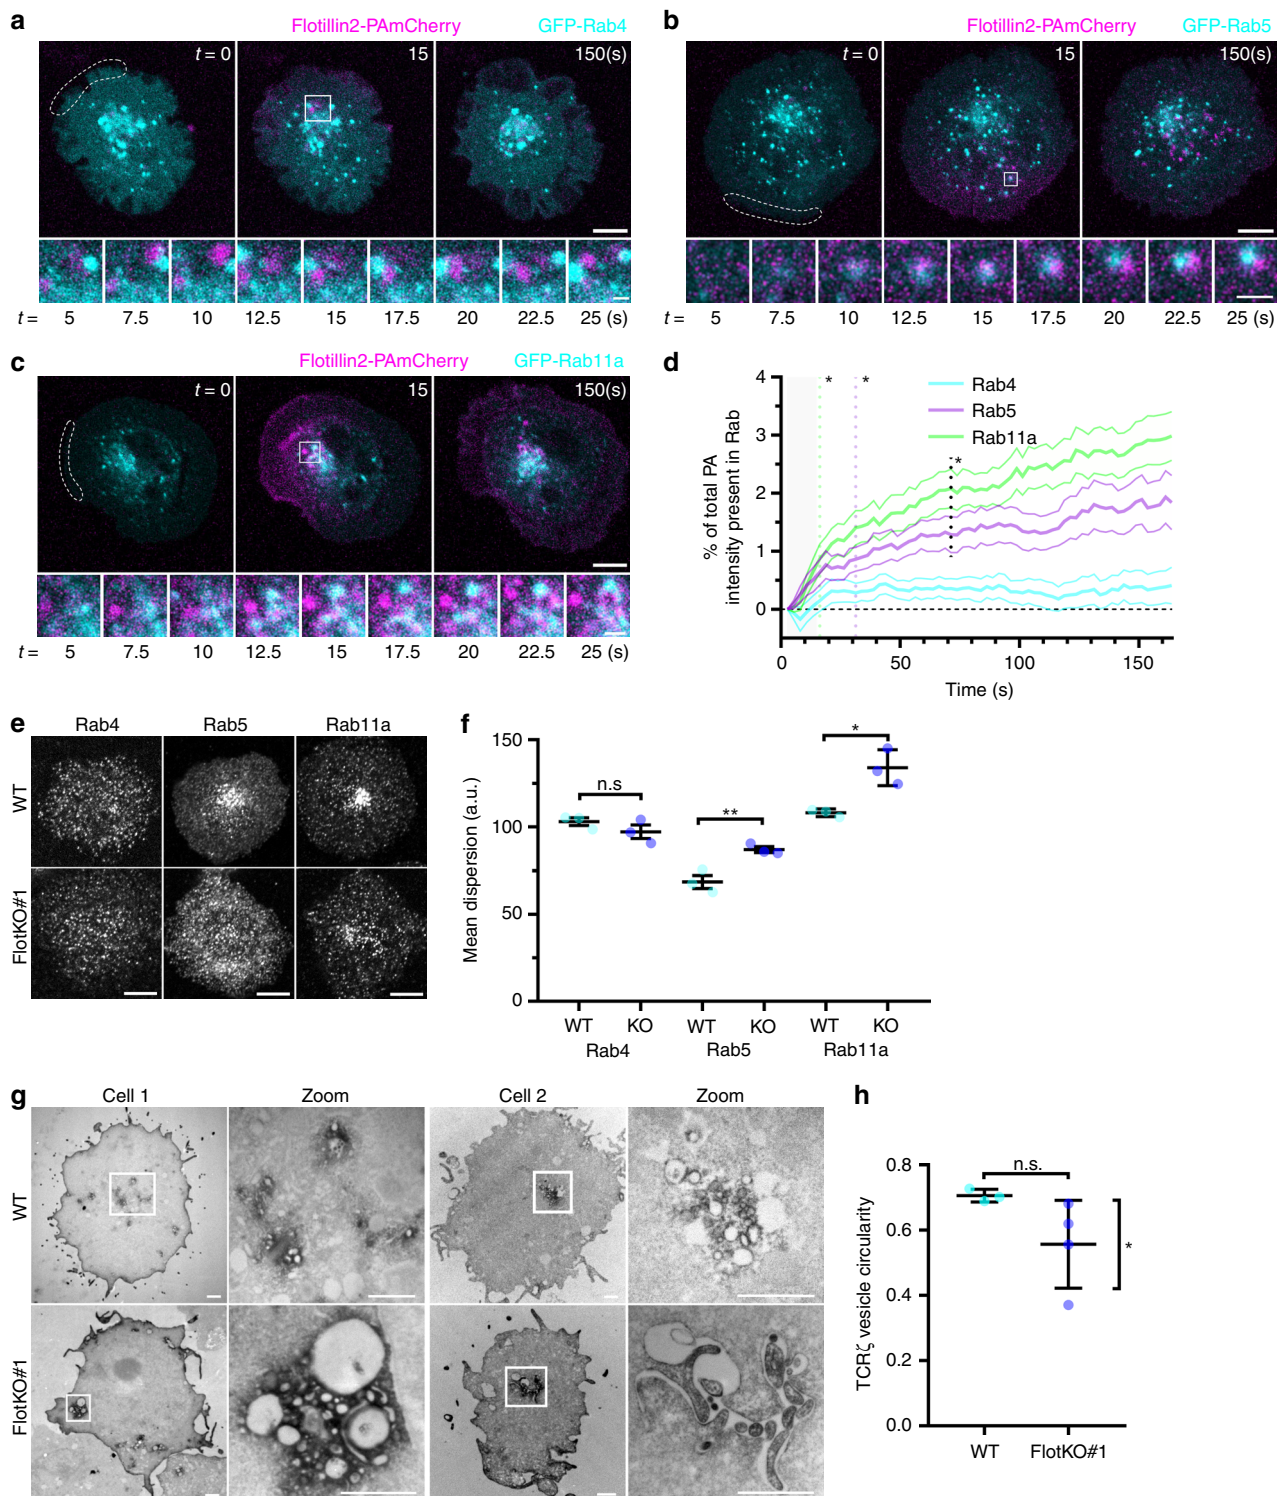 a
Flotillin2-PAmCherry GFP-Rab4
t = 0 15 150(s)
t = 5 7.5 10 12.5 15 17.5 20 22.5 25 (s)
b
Flotillin2-PAmCherry GFP-Rab5
t = 0 15 150(s)
t = 5 7.5 10 12.5 15 17.5 20 22.5 25 (s)
c
Flotillin2-PAmCherry GFP-Rab11a
t = 0 15 150(s)
t = 5 7.5 10 12.5 15 17.5 20 22.5 25 (s)
d
% of total PA
intensity present in Rab
4
3
2
1
0
* * *
Rab4
Rab5
Rab11a
0 50 100 150
Time (s)
e
Rab4 Rab5 Rab11a
WT
FlotKO#1
f
Mean dispersion (a.u.)
150
100
50
0
n.s
**
*
WT KO WT KO WT KO
Rab4 Rab5 Rab11a
g
Cell 1 Zoom Cell 2 Zoom
WT
FlotKO#1
h
TCRζ vesicle circularity
0.8
0.6
0.4
0.2
0.0
n.s.
*
WT FlotKO#1